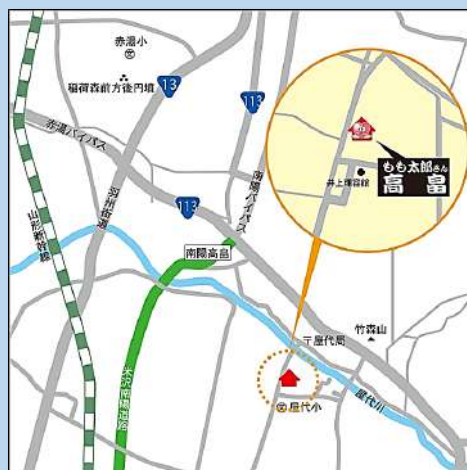 赤湯小
稲荷森前方後円墳
13
113
赤湯バイパス
南陽バイパス
羽州街道
113
山形新幹線
南陽高畠
米沢南陽道路
もも太郎さん
高畠
井上理容館
〒屋代局
竹森山
屋代小
屋代川